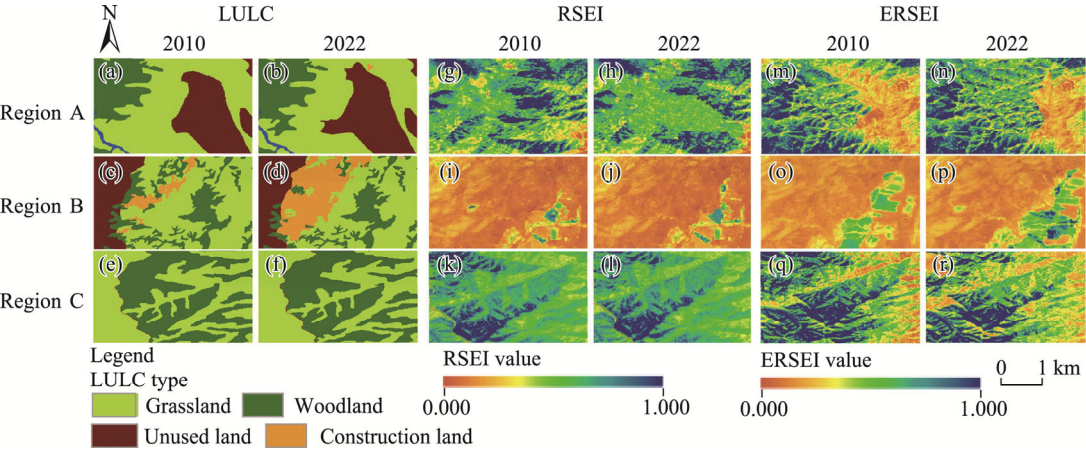 N LULC RSEI ERSEI
2010 2022 2010 2022 2010 2022
Region A (a) (b) (g) (h) (m) (n)
Region B (c) (d) (i) (j) (o) (p)
Region C (e) (f) (k) (l) (q) (r)
Legend RSEI value ERSEI value 0 1 km
LULC type
Grassland Woodland 0.000 1.000 0.000 1.000
Unused land Construction land